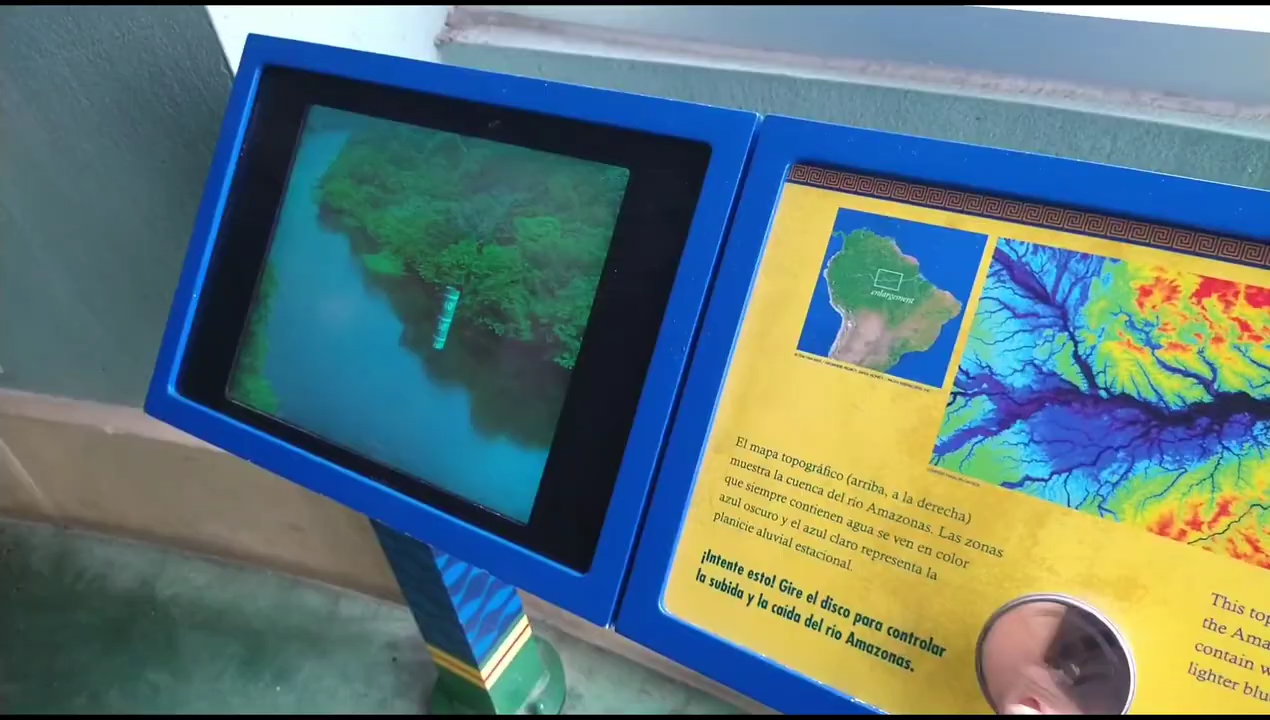 enlargement
El mapa topográfico (arriba, a la derecha)
muestra la cuenca del río Amazonas. Las zonas
que siempre contienen agua se ven en color
azul oscuro y el azul claro representa la
planicie aluvial estacional.
¡Intente esto! Gire el disco para controlar
la subida y la caída del río Amazonas.
This top
the Ama
contain w
lighter blu